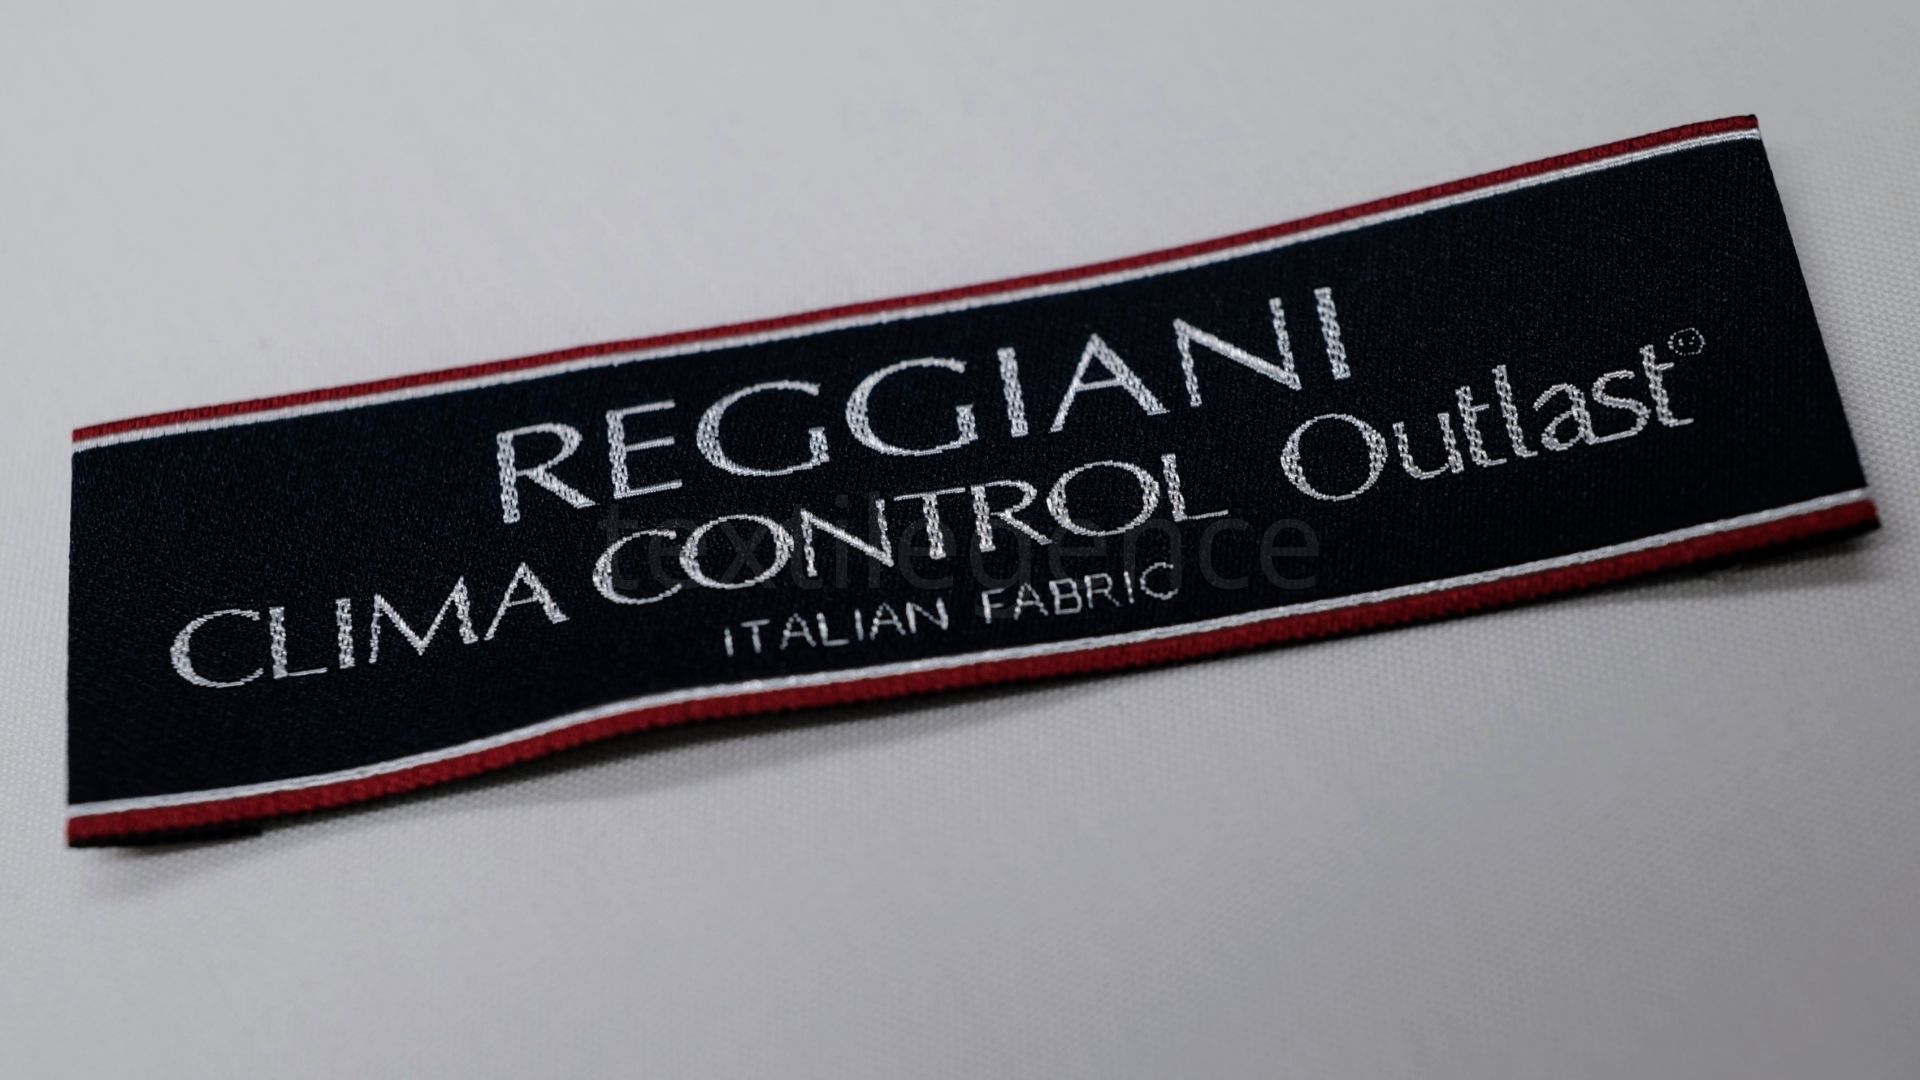 REGGIANI
CLIMA CONTROL Outlast
ITALIAN FABRIC
textilegence